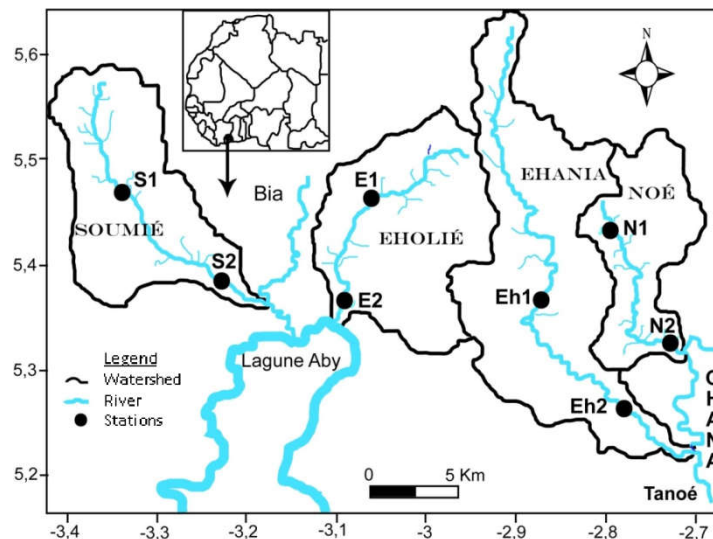 N
5,6
5,5
5,4
5,3
5,2
S1
SOUMIÉ
S2
Bia
E1
EHOLIÉ
E2
EHANIA
NOÉ
N1
Eh1
N2
Eh2
Lagune Aby
Legend
Watershed
River
Stations
GHANA
0 5 Km
Tanoé
-3,4 -3,3 -3,2 -3,1 -3 -2,9 -2,8 -2,7